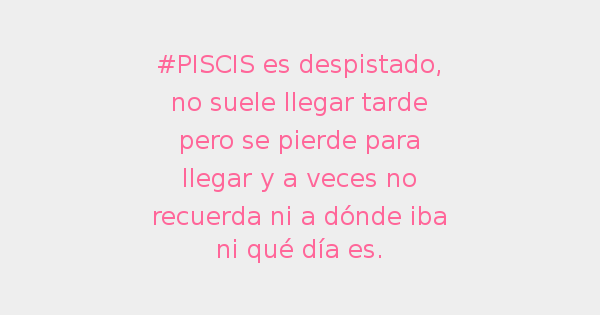 #PISCIS es despistado,
no suele llegar tarde
pero se pierde para
llegar y a veces no
recuerda ni a dónde iba
ni qué día es.